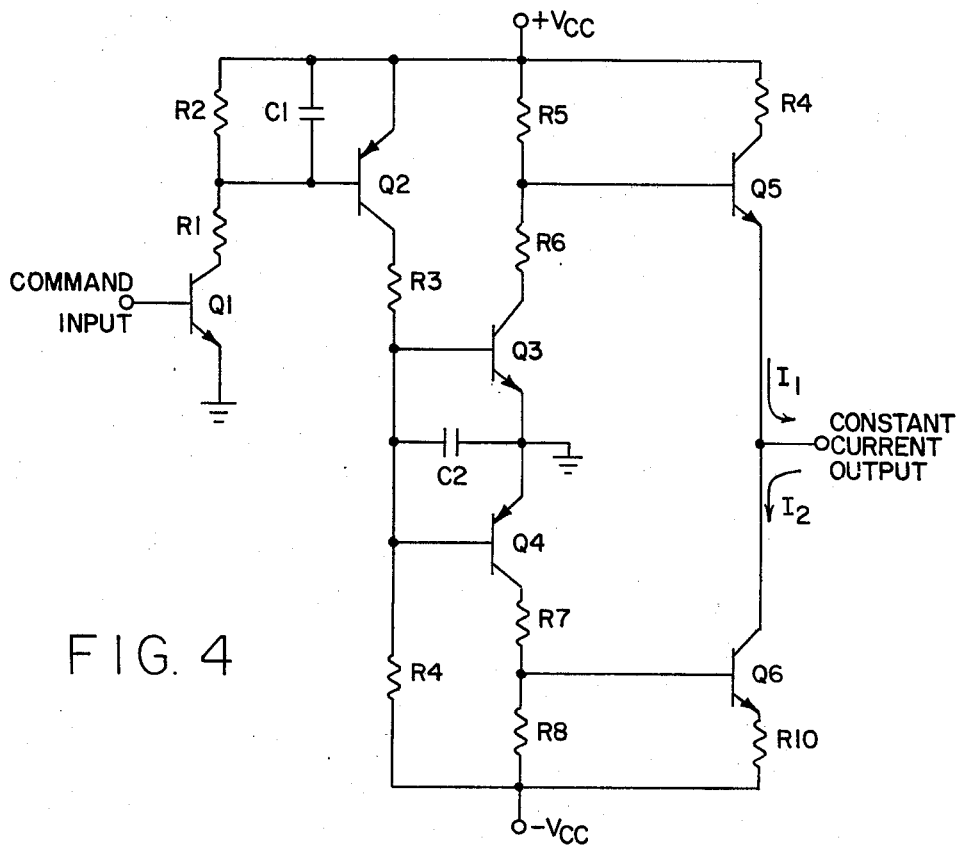 +VCC
R2
C1
R5
R4
Q2
Q5
R1
R6
COMMAND
INPUT
Q1
R3
Q3
I1
CONSTANT
CURRENT
OUTPUT
C2
I2
Q4
R7
FIG. 4
R4
Q6
R8
R10
-VCC